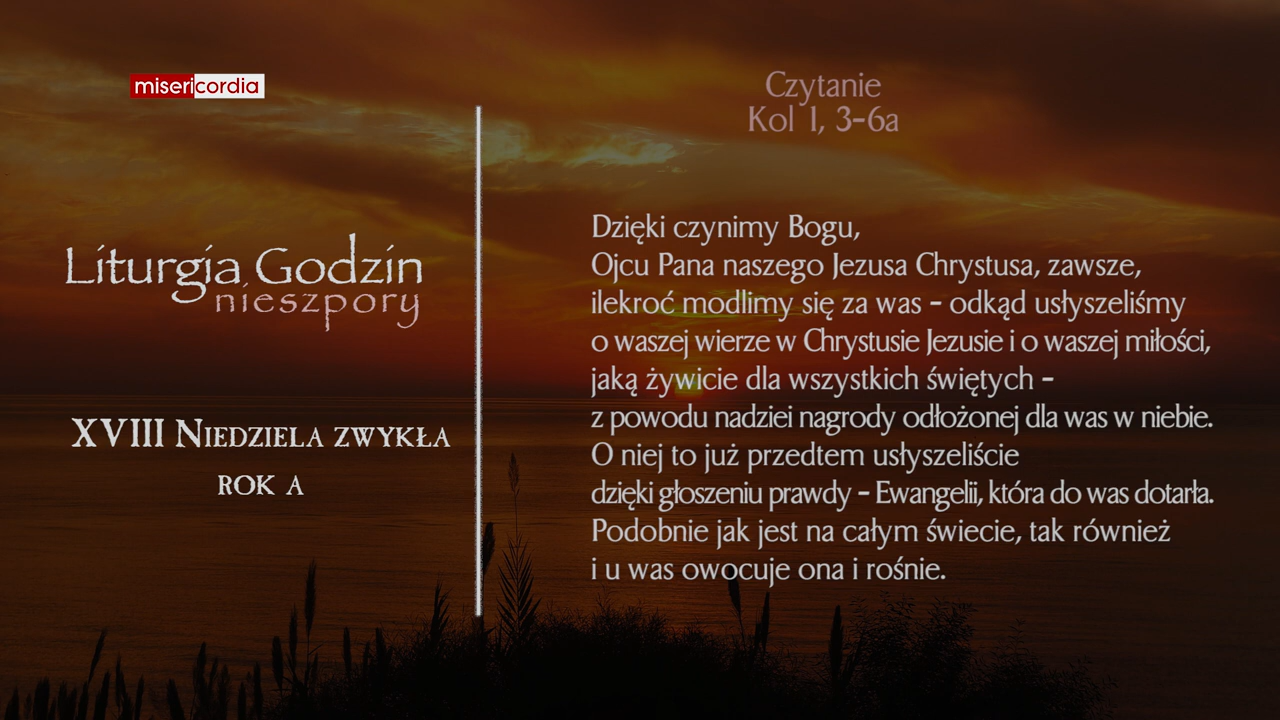 misericordia
Liturgia Godzin
nieszpory
XVIII Niedziela zwykła
rok A
Czytanie
Kol 1, 3-6a
Dzięki czynimy Bogu,
Ojcu Pana naszego Jezusa Chrystusa, zawsze,
ilekroć modlimy się za was - odkąd usłyszeliśmy
o waszej wierze w Chrystusie Jezusie i o waszej miłości,
jaką żywicie dla wszystkich świętych -
z powodu nadziei nagrody odłożonej dla was w niebie.
O niej to już przedtem usłyszeliście
dzięki głoszeniu prawdy - Ewangelii, która do was dotarła.
Podobnie jak jest na całym świecie, tak również
i u was owocuje ona i rośnie.